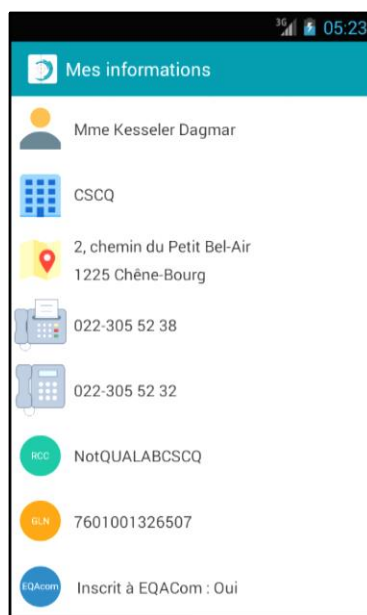 3G 05:23
Mes informations
Mme Kesseler Dagmar
CSCQ
2, chemin du Petit Bel-Air
1225 Chêne-Bourg
022-305 52 38
022-305 52 32
RCC NotQUALABCSCQ
GLN 7601001326507
EQAcom Inscrit à EQACom : Oui